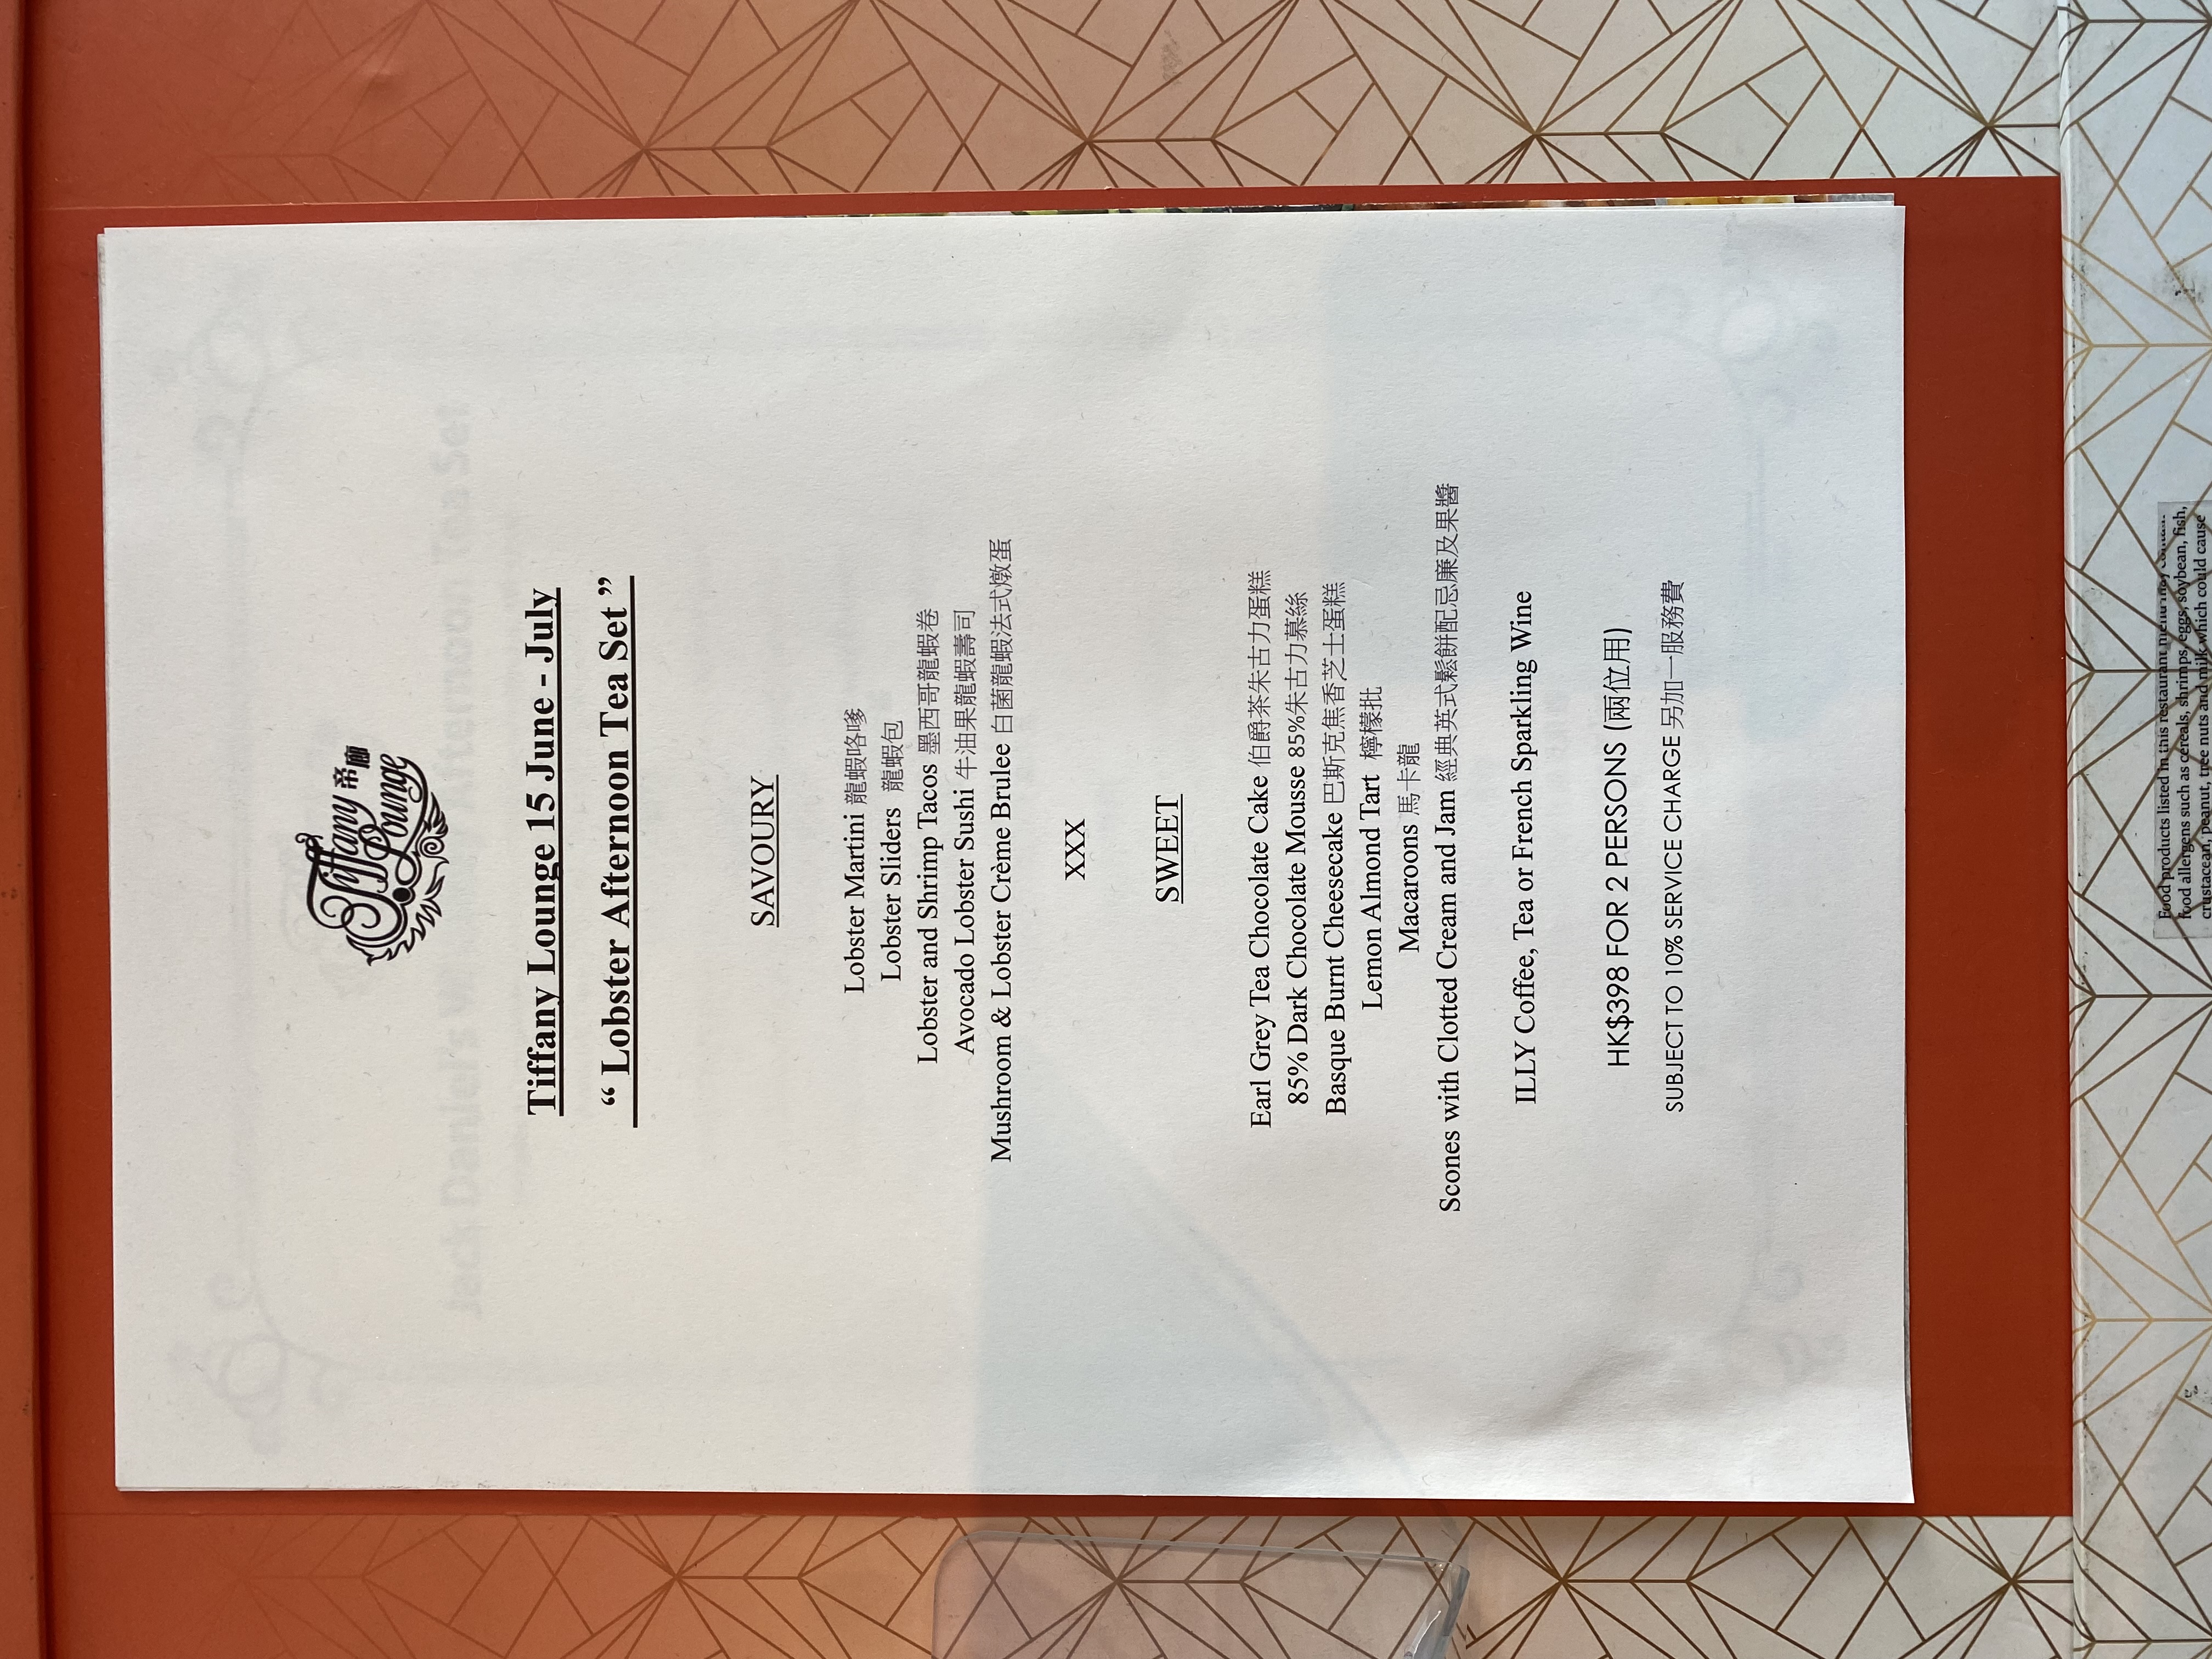 Tiffany 帝廊
Lounge
Tiffany Lounge 15 June - July
“ Lobster Afternoon Tea Set ”
SAVOURY
Lobster Martini 龍蝦咯嗲
Lobster Sliders 龍蝦包
Lobster and Shrimp Tacos 墨西哥龍蝦卷
Avocado Lobster Sushi 牛油果龍蝦壽司
Mushroom & Lobster Crème Brulee 白菌龍蝦法式燉蛋
XXX
SWEET
Earl Grey Tea Chocolate Cake 伯爵茶朱古力蛋糕
85% Dark Chocolate Mousse 85%朱古力慕絲
Basque Burnt Cheesecake 巴斯克焦香芝士蛋糕
Lemon Almond Tart 檸檬批
Macaroons 馬卡龍
Scones with Clotted Cream and Jam 經典英式鬆餅配忌廉及果醬
ILLY Coffee, Tea or French Sparkling Wine
HK$398 FOR 2 PERSONS (兩位用)
SUBJECT TO 10% SERVICE CHARGE 另加一服務費
Food products listed in this restaurant menu may contain
food allergens such as cereals, shrimps, eggs, soybean, fish,
crustacean, peanut, tree nuts and milk which could cause